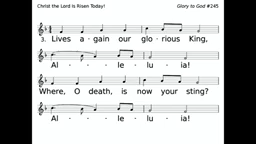 Christ the Lord Is Risen Today! Glory to God #245
3. Lives a - gain our glo - rious King,
Al - - - le - lu - ia!
Where, O death, is now your sting?
Al - - - le - lu - ia!